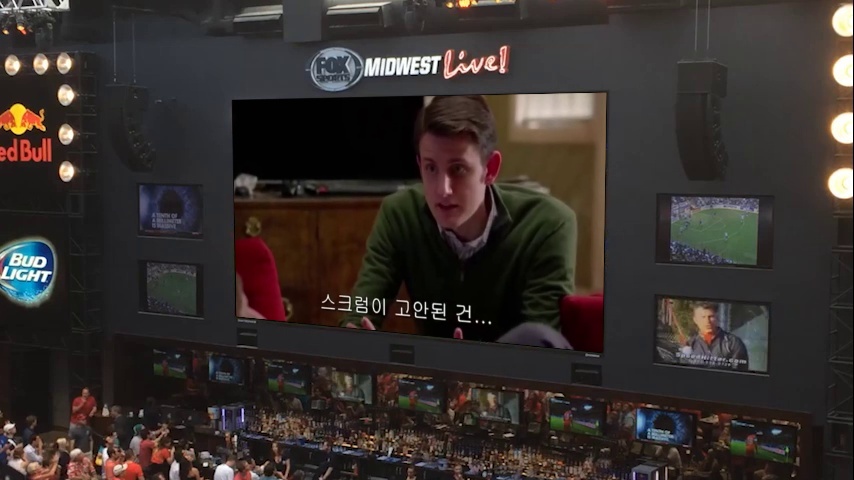 FOX SPORTS MIDWEST Live!
Red Bull
BUD LIGHT
스크럼이 고안된 건...